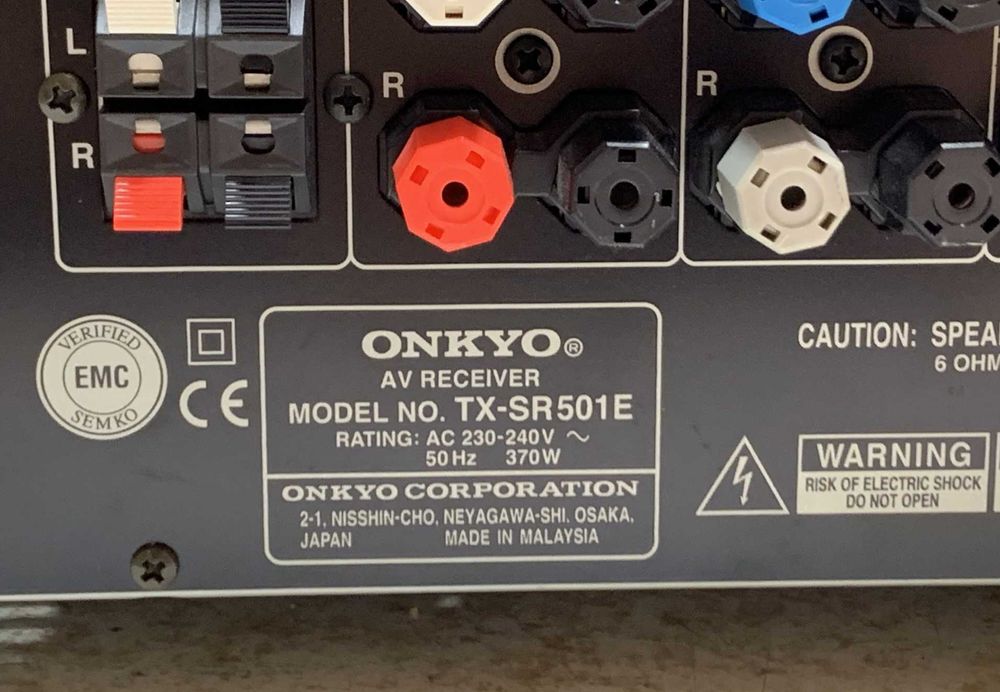 L
R
R
R
VERIFIED
EMC
SEMKO
CE
ONKYO®
AV RECEIVER
MODEL NO. TX-SR501E
RATING: AC 230-240V ~
50Hz 370W
ONKYO CORPORATION
2-1, NISSHIN-CHO, NEYAGAWA-SHI. OSAKA,
JAPAN MADE IN MALAYSIA
CAUTION: SPEA
6 OHM
WARNING
RISK OF ELECTRIC SHOCK
DO NOT OPEN